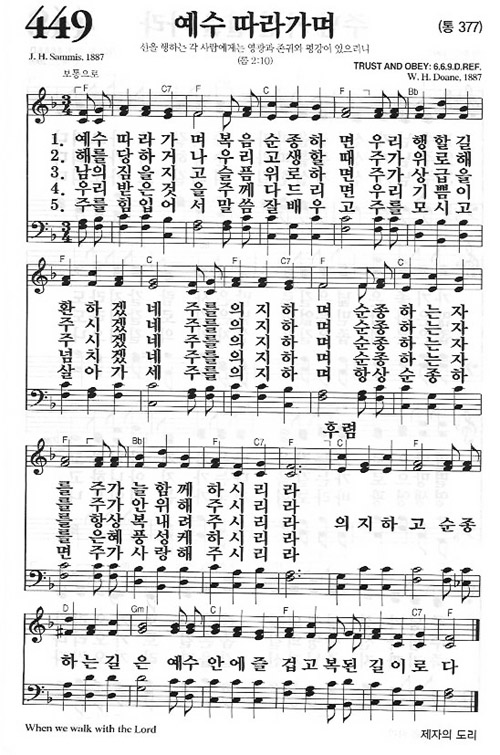 449
예수 따라가며
(통 377)
선을 행하는 각 사람에게는 영광과 존귀와 평강이 있으리니
(롬 2:10)
J. H. Sammis, 1887
TRUST AND OBEY: 6.6.9.D.REF.
W. H. Doane, 1887
보통으로
F C7 F C F Bb
1. 예수 따라가 며 복음 순종하 면 우리 행할길
2. 해를 당하거 나 우리 고생할 때 주가 위로해
3. 남의 짐을지 고 슬픔 위로하 면 주가 상급을
4. 우리 받은것 을 주께 다드리 면 우리 기쁨이
5. 주를 힘입어 서 말씀 잘배우 고 주를 모시고
F C F C7 F
환하겠네 주를의지하 며 순종하는자
주시겠네 주를의지하 며 순종하는자
주시겠네 주를의지하 며 순종하는자
넘치겠네 주를의지하 며 순종하는자
살아가세 주를의지하 며 항상순종하
후렴
F Bb F C7 F C F
를 주가늘함께 하시리라
를 주가안위해 주시리라
를 항상복내려 주시리라
를 은혜풍성케 하시리라
면 주가사랑해 주시리라
의지하고 순종
D Gm C F C7 F
하는길 은 예수 안에즐 겁고복된 길이로 다
When we walk with the Lord
제자의 도리